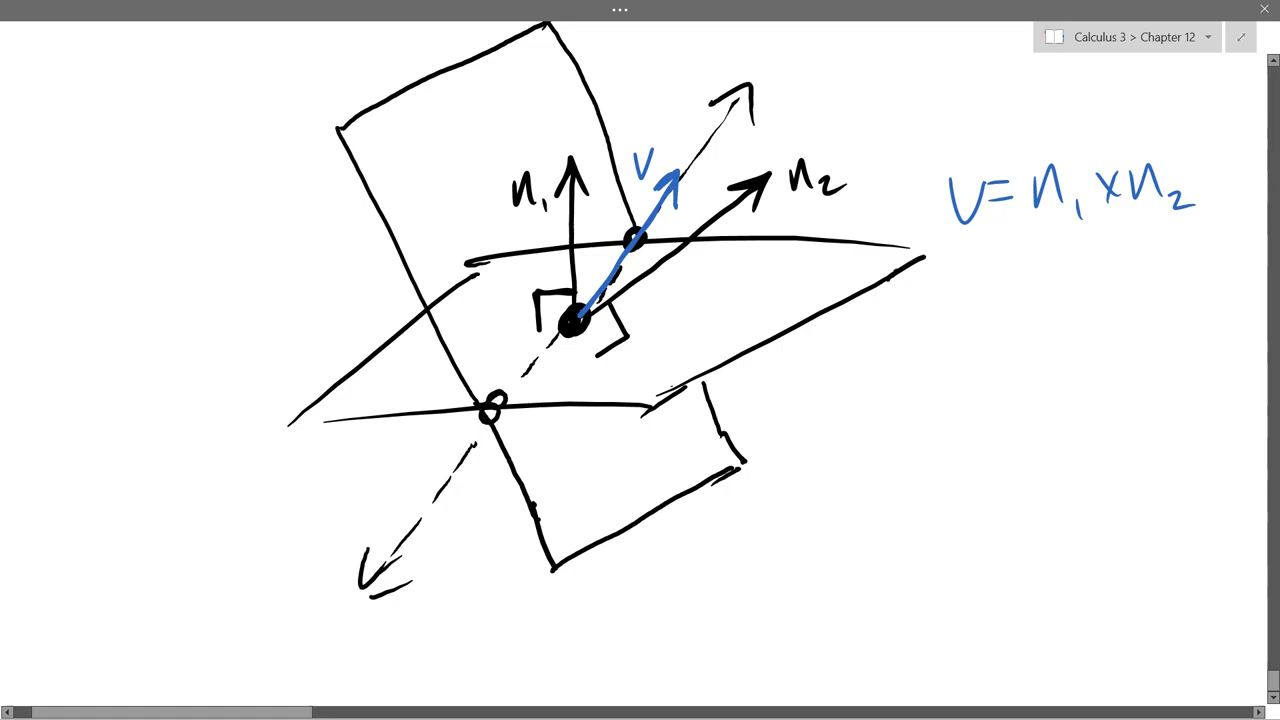 Calculus 3 > Chapter 12
v
n₁
n₂
V = n₁ × n₂